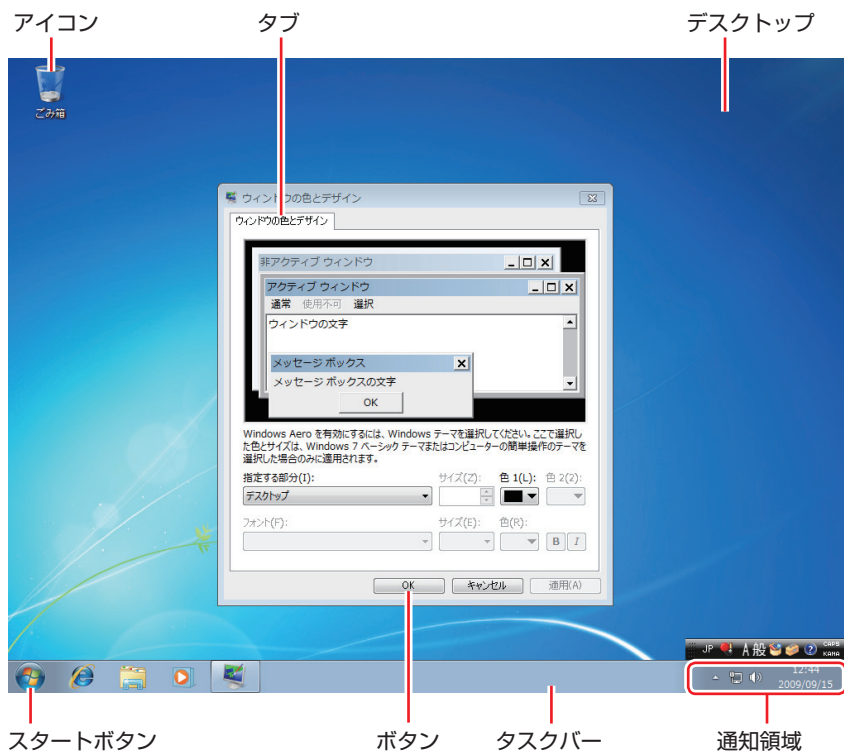 アイコン
タブ
デスクトップ
ごみ箱
ウィンドウの色とデザイン
ウィンドウの色とデザイン
非アクティブ ウィンドウ
アクティブ ウィンドウ
通常 使用不可 選択
ウィンドウの文字
メッセージ ボックス
メッセージ ボックスの文字
OK
Windows Aero を有効にするには、Windows テーマを選択してください。ここで選択し
た色とサイズは、Windows 7 ベーシック テーマまたはコンピューターの簡単操作のテーマを
選択した場合のみに適用されます。
指定する部分(I): サイズ(Z): 色 1(L): 色 2(2):
デスクトップ
フォント(F): サイズ(E): 色(R):
B I
OK キャンセル 適用(A)
JP A 般 CAPS
KANA
12:44
2009/09/15
スタートボタン
ボタン
タスクバー
通知領域